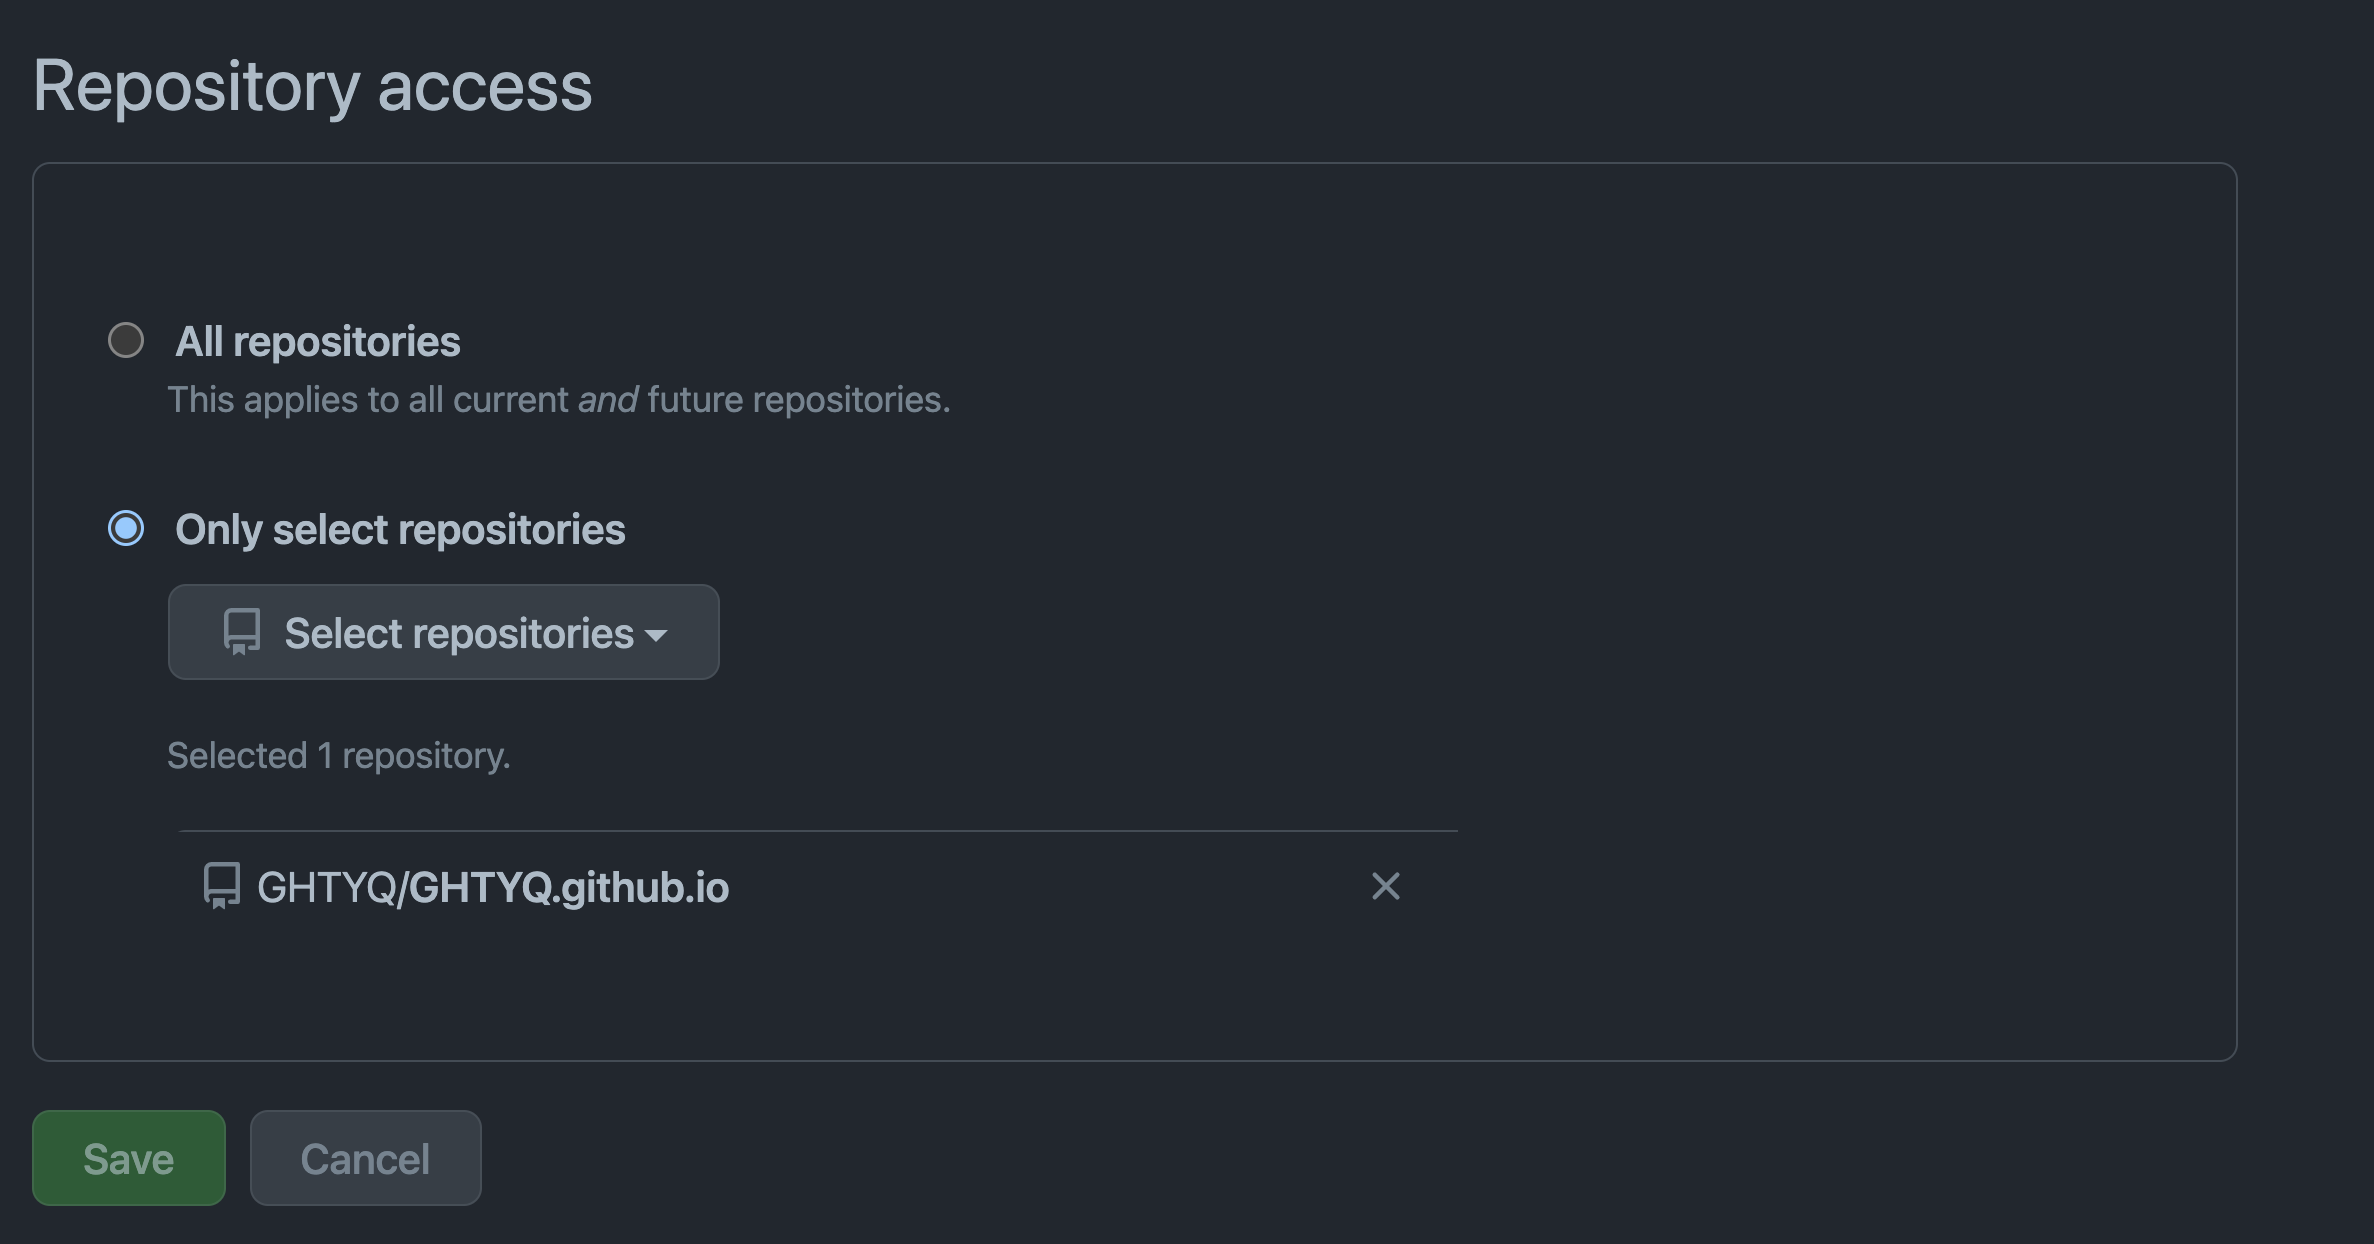 Repository access
All repositories
This applies to all current and future repositories.
Only select repositories
Select repositories
Selected 1 repository.
GHTYQ/GHTYQ.github.io
Save Cancel